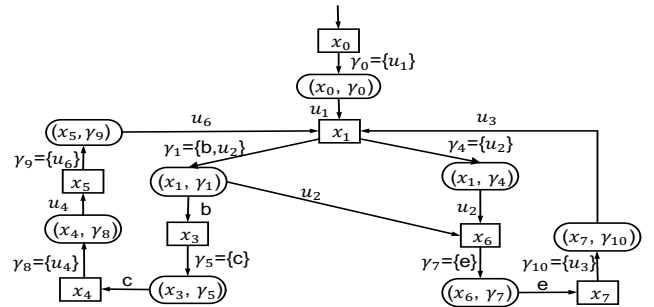 x₀
γ₀={u₁}
(x₀, γ₀)
u₁
u₆
u₃
(x₅,γ₉)
x₁
γ₁={b,u₂}
γ₄={u₂}
γ₉={u₆}
x₅
(x₁, γ₁)
(x₁, γ₄)
u₄
b
u₂
u₂
(x₄, γ₈)
x₃
x₆
(x₇, γ₁₀)
γ₈={u₄}
γ₅={c}
γ₇={e}
γ₁₀={u₃}
x₄
c
(x₃, γ₅)
(x₆, γ₇)
e
x₇